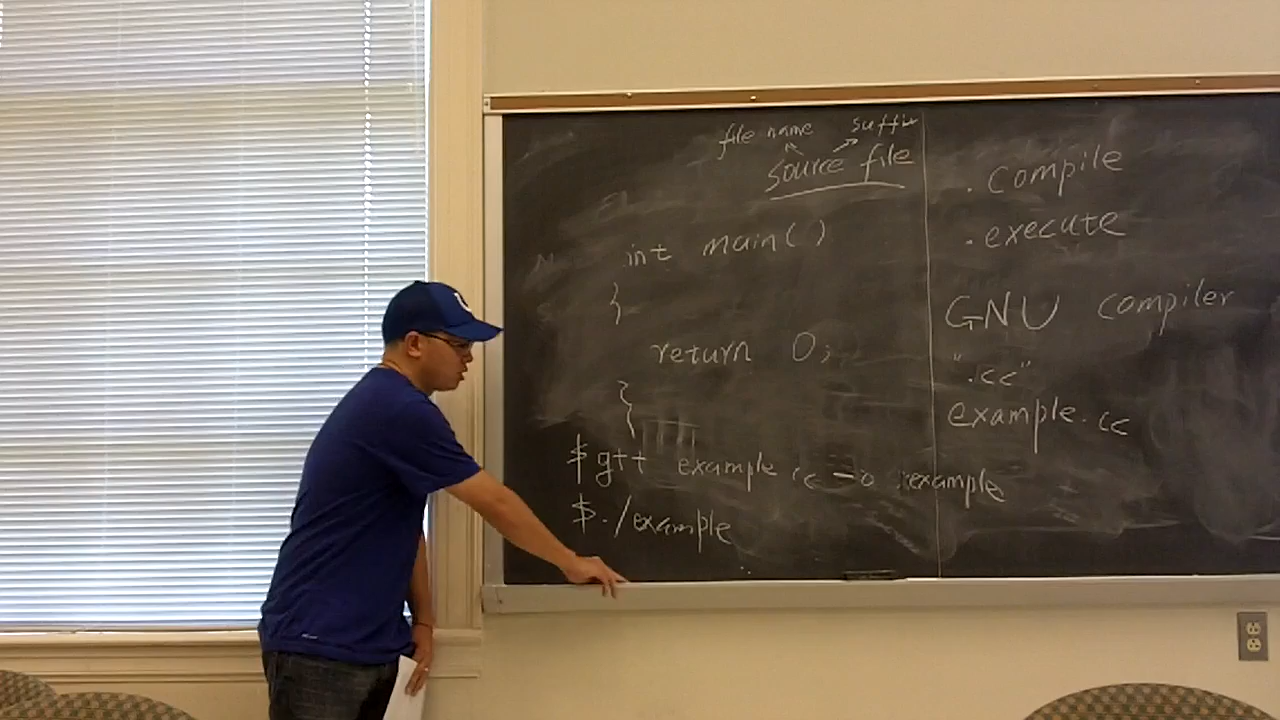 file name suffix
source file
int main()
{
return 0;
}
$ g++ example.cc -o example
$ ./example
. compile
. execute
GNU compiler
".cc"
example.cc